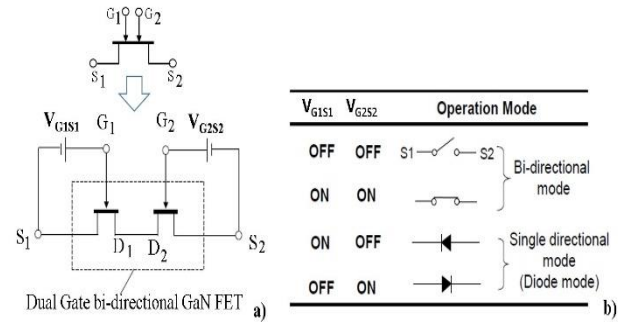 G1 G2
S1 S2
VG1S1 G1 G2 VG2S2
S1 D1 D2 S2
Dual Gate bi-directional GaN FET a)
VG1S1 VG2S2 Operation Mode
OFF OFF S1 S2
ON ON
Bi-directional
mode
ON OFF
OFF ON
Single directional
mode
(Diode mode)
b)